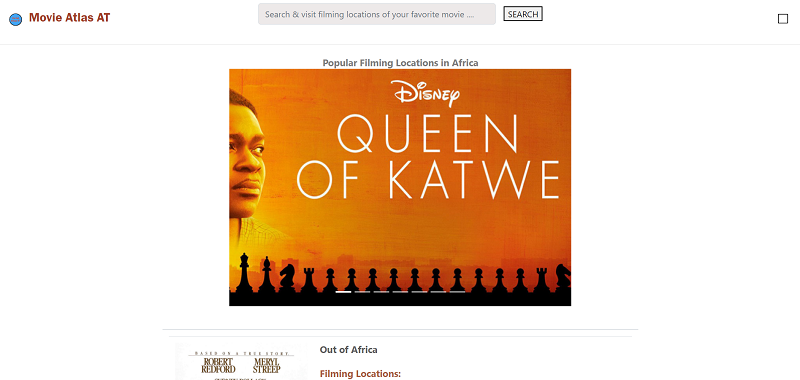 Movie Atlas AT
Search & visit filming locations of your favorite movie ....
SEARCH
Popular Filming Locations in Africa
Disney
QUEEN
OF KATWE
BASED ON A TRUE STORY
ROBERT MERYL
REDFORD STREEP
Out of Africa
Filming Locations: